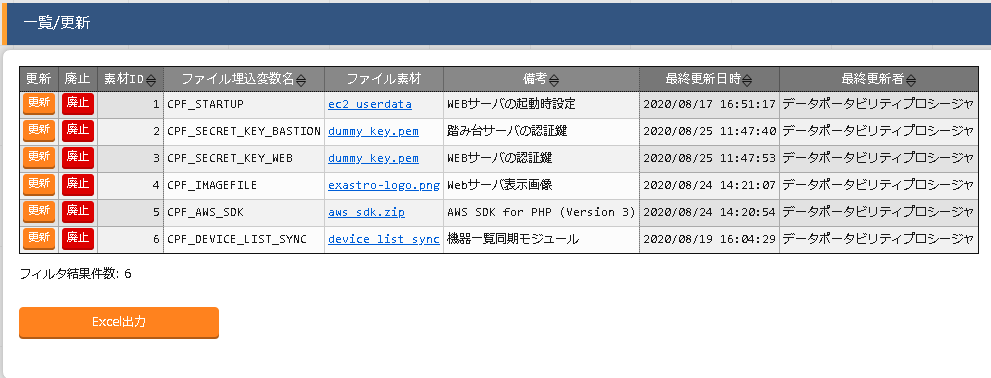 一覧/更新
更新 廃止 素材ID ファイル埋込変数名 ファイル素材 備考 最終更新日時 最終更新者
更新 廃止 1 CPF_STARTUP ec2_userdata WEBサーバの起動時設定 2020/08/17 16:51:17 データポータビリティプロシージャ
更新 廃止 2 CPF_SECRET_KEY_BASTION dummy_key.pem 踏み台サーバの認証鍵 2020/08/25 11:47:40 データポータビリティプロシージャ
更新 廃止 3 CPF_SECRET_KEY_WEB dummy_key.pem WEBサーバの認証鍵 2020/08/25 11:47:53 データポータビリティプロシージャ
更新 廃止 4 CPF_IMAGEFILE exastro-logo.png Webサーバ表示画像 2020/08/24 14:21:07 データポータビリティプロシージャ
更新 廃止 5 CPF_AWS_SDK aws_sdk.zip AWS SDK for PHP (Version 3) 2020/08/24 14:20:54 データポータビリティプロシージャ
更新 廃止 6 CPF_DEVICE_LIST_SYNC device_list_sync 機器一覧同期モジュール 2020/08/19 16:04:29 データポータビリティプロシージャ
フィルタ結果件数: 6
Excel出力